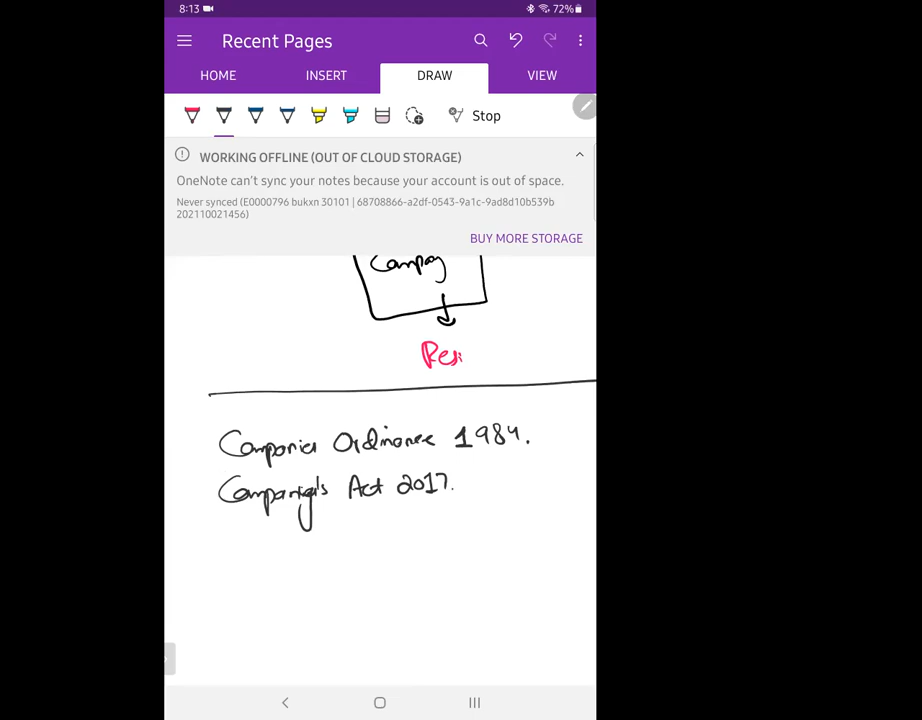 8:13 72%
Recent Pages
HOME INSERT DRAW VIEW
Stop
WORKING OFFLINE (OUT OF CLOUD STORAGE)
OneNote can't sync your notes because your account is out of space.
Never synced (E0000796 bukxn 30101 | 68708866-a2df-0543-9a1c-9ad8d10b539b
202110021456)
BUY MORE STORAGE
Resi
Companies Ordinance 1984.
Company's Act 2017.